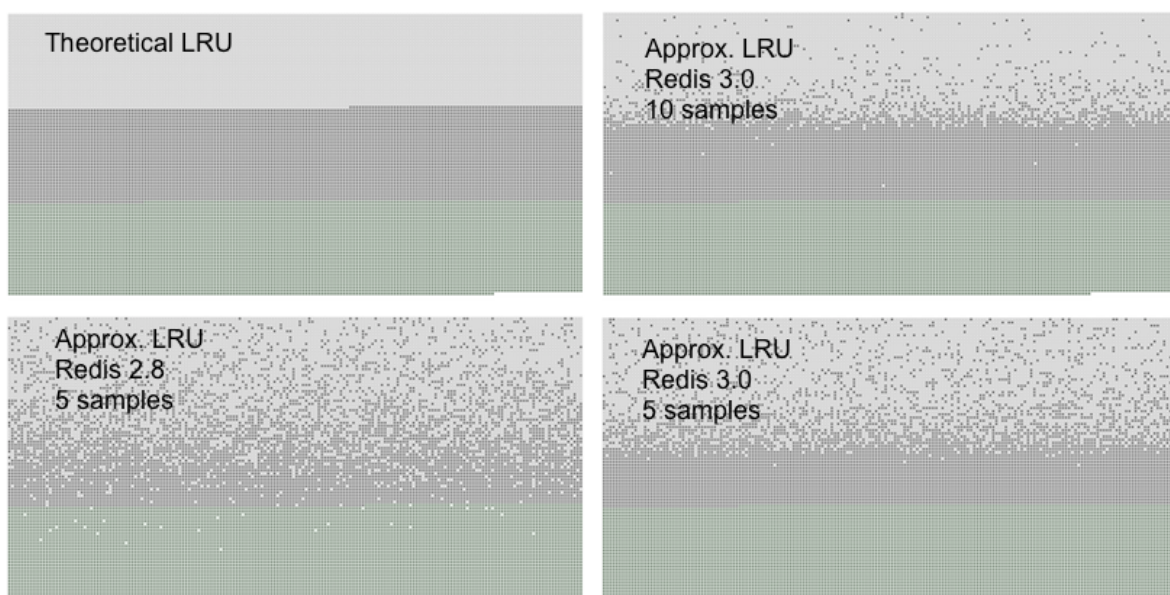 Theoretical LRU
Approx. LRU
Redis 3.0
10 samples
Approx. LRU
Redis 2.8
5 samples
Approx. LRU
Redis 3.0
5 samples